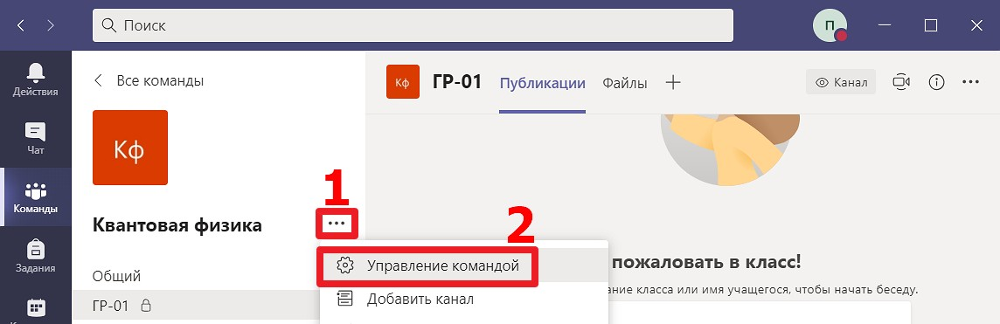 Поиск
П
Действия
Чат
Команды
Задания
Все команды
Кф
1
Квантовая физика
...
Общий
ГР-01
2
Управление командой
Добавить канал
Кф
ГР-01
Публикации
Файлы
Канал
пожаловать в класс!
ание класса или имя учащегося, чтобы начать беседу.